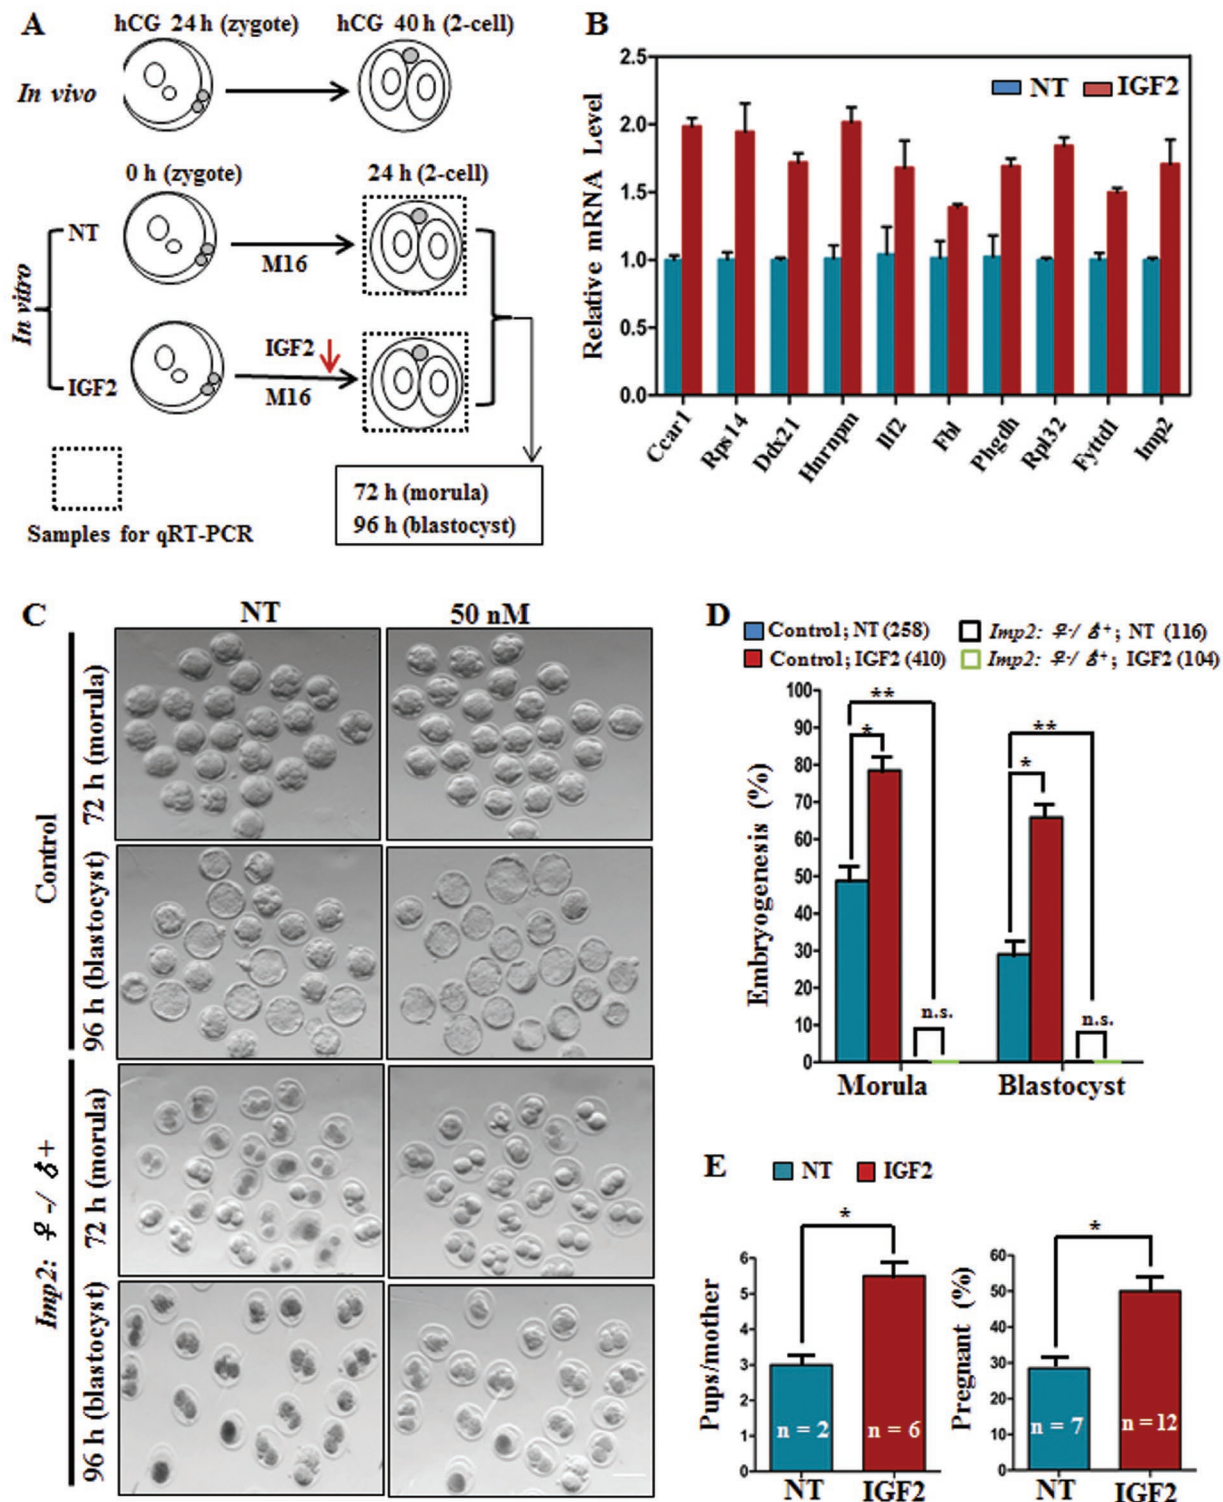 A
hCG 24 h (zygote)
hCG 40 h (2-cell)
In vivo
0 h (zygote)
24 h (2-cell)
In vitro
NT
M16
IGF2
IGF2
M16
72 h (morula)
96 h (blastocyst)
Samples for qRT-PCR
B
NT
IGF2
Relative mRNA Level
2.5
2.0
1.5
1.0
0.5
0.0
Ccar1
Rps14
Ddx21
Hnrnpm
Ilf2
Fbl
Phgdh
Rpl32
Fyttd1
Imp2
C
NT
50 nM
Control
72 h (morula)
96 h (blastocyst)
Imp2: ♀ -/ ♂ +
72 h (morula)
96 h (blastocyst)
D
Control; NT (258)
Imp2: ♀-/ ♂+; NT (116)
Control; IGF2 (410)
Imp2: ♀-/ ♂+; IGF2 (104)
Embryogenesis (%)
100
90
80
70
60
50
40
30
20
10
0
**
*
n.s.
**
*
n.s.
Morula
Blastocyst
E
NT
IGF2
Pups/mother
6
5
4
3
2
1
0
*
n = 2
n = 6
NT
IGF2
Pregnant (%)
60
50
40
30
20
10
0
*
n = 7
n =12
NT
IGF2